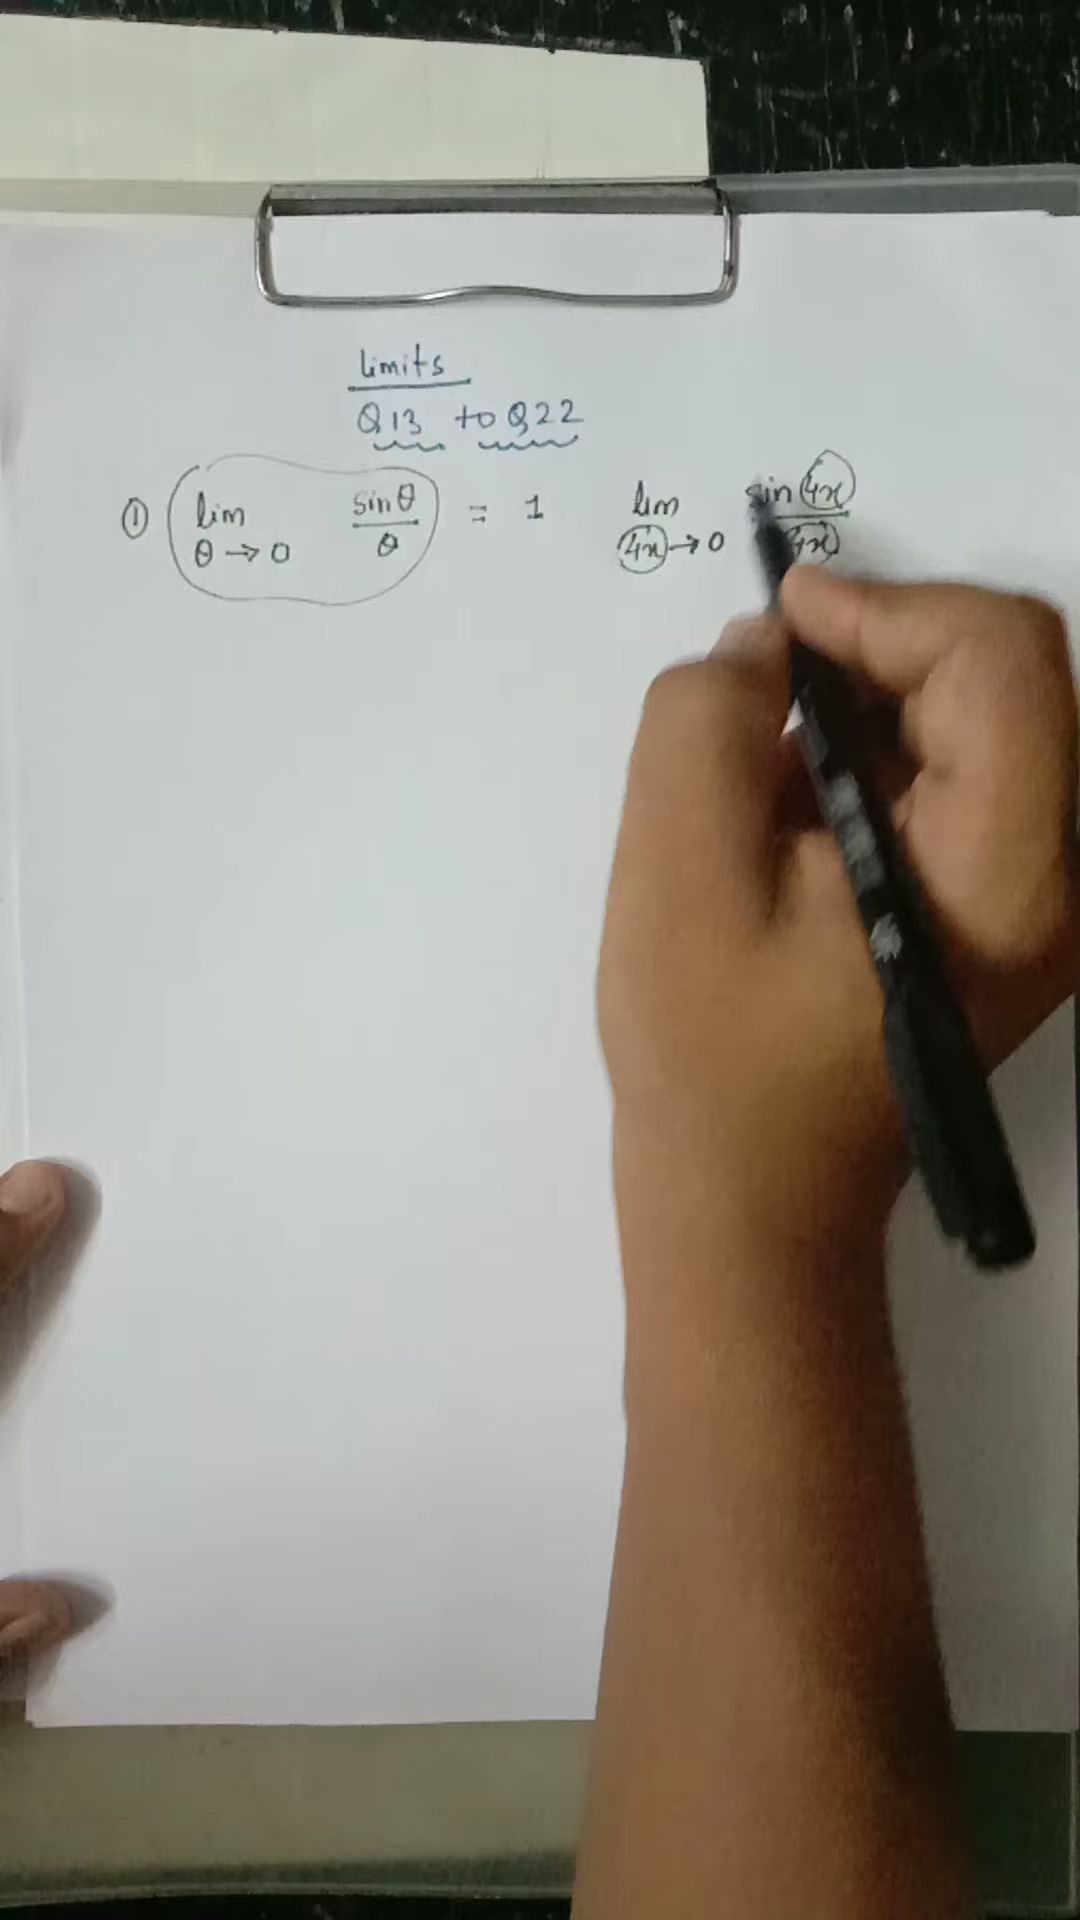 Limits
Q13 to Q22
① lim θ→0 sinθ/θ = 1 lim 4x→0 sin 4x/4x